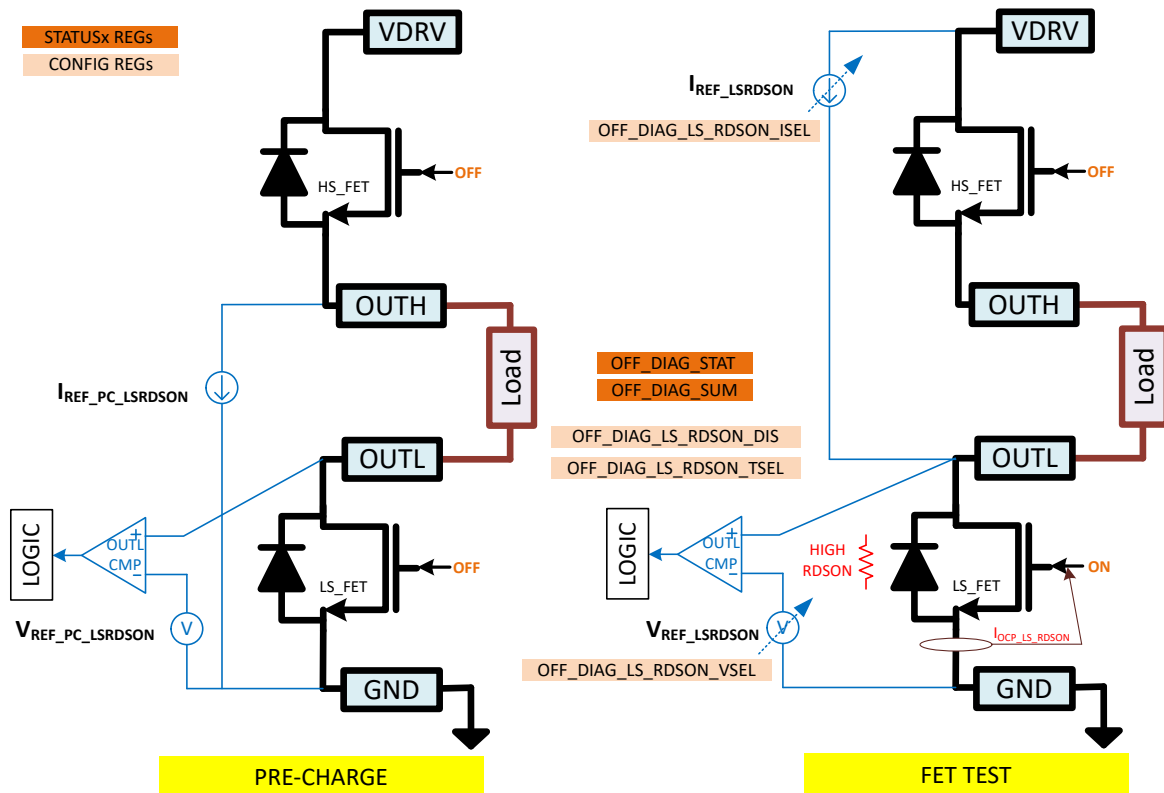 STATUSx REGs
CONFIG REGs
VDRV
HS_FET
OFF
OUTH
IREF_PC_LSRDSON
Load
OUTL
LOGIC
+
OUTL
CMP
−
LS_FET
OFF
VREF_PC_LSRDSON
V
GND
PRE-CHARGE
VDRV
IREF_LSRDSON
OFF_DIAG_LS_RDSON_ISEL
HS_FET
OFF
OUTH
OFF_DIAG_STAT
OFF_DIAG_SUM
Load
OFF_DIAG_LS_RDSON_DIS
OFF_DIAG_LS_RDSON_TSEL
OUTL
LOGIC
+
OUTL
CMP
−
HIGH
RDSON
LS_FET
ON
VREF_LSRDSON
V
IOCP_LS_RDSON
OFF_DIAG_LS_RDSON_VSEL
GND
FET TEST